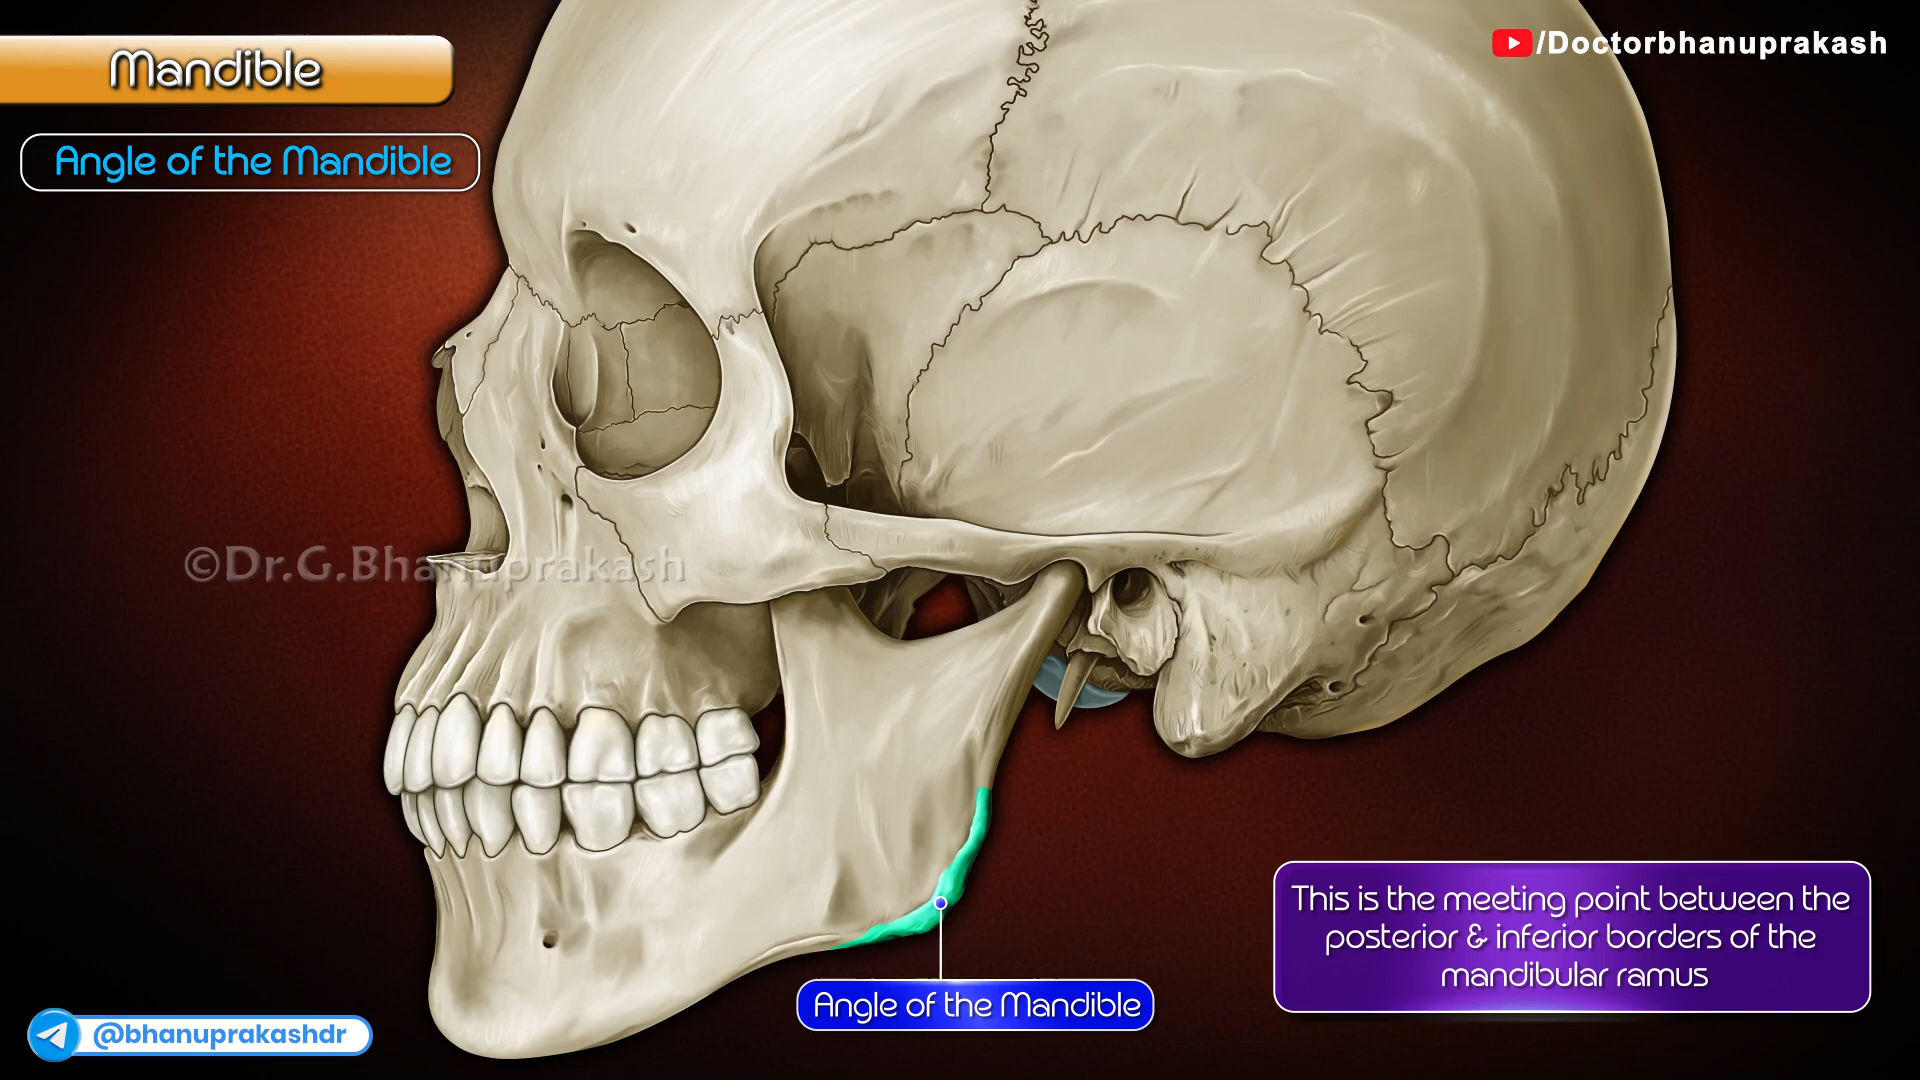 Mandible
/Doctorbhanuprakash
Angle of the Mandible
©Dr.G.Bhanuprakash
This is the meeting point between the
posterior & inferior borders of the
mandibular ramus
Angle of the Mandible
@bhanuprakashdr